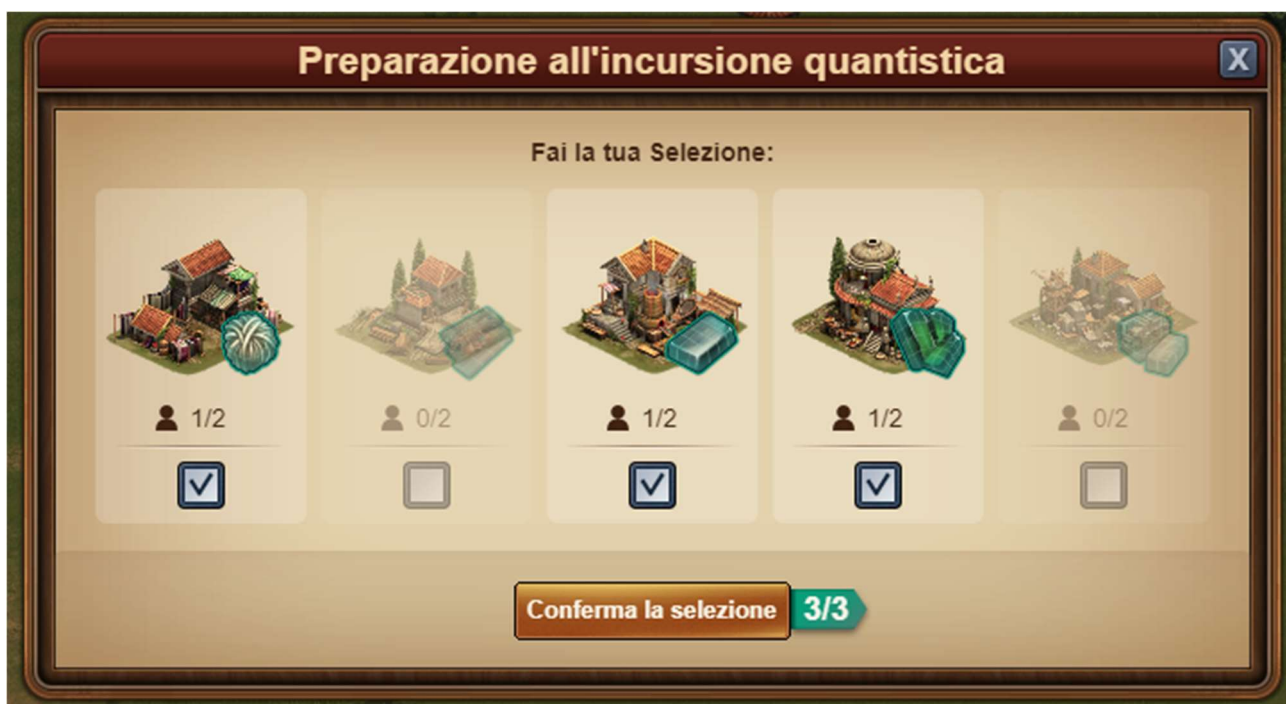 Preparazione all'incursione quantistica
X
Fai la tua Selezione:
1/2
0/2
1/2
1/2
0/2
Conferma la selezione
3/3